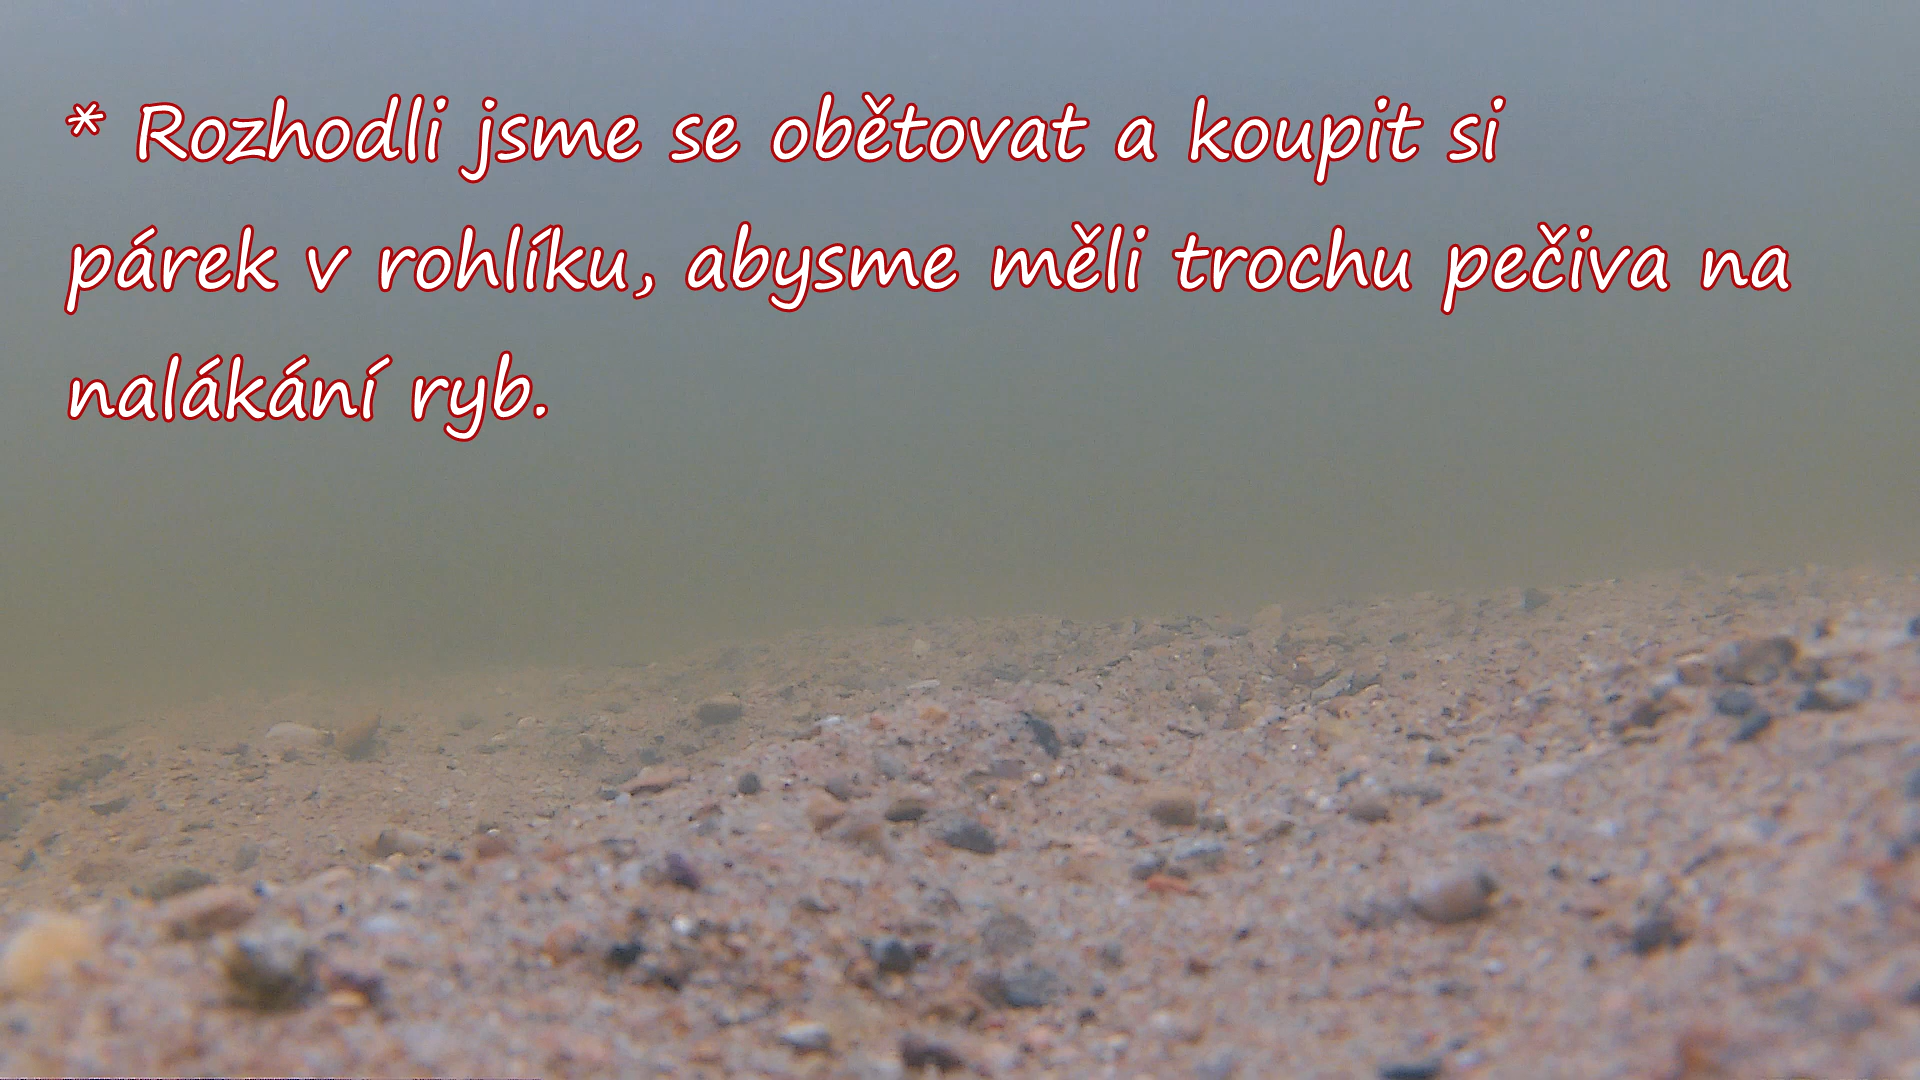 * Rozhodli jsme se obětovat a koupit si
párek v rohlíku, abysme měli trochu pečiva na
nalákání ryb.